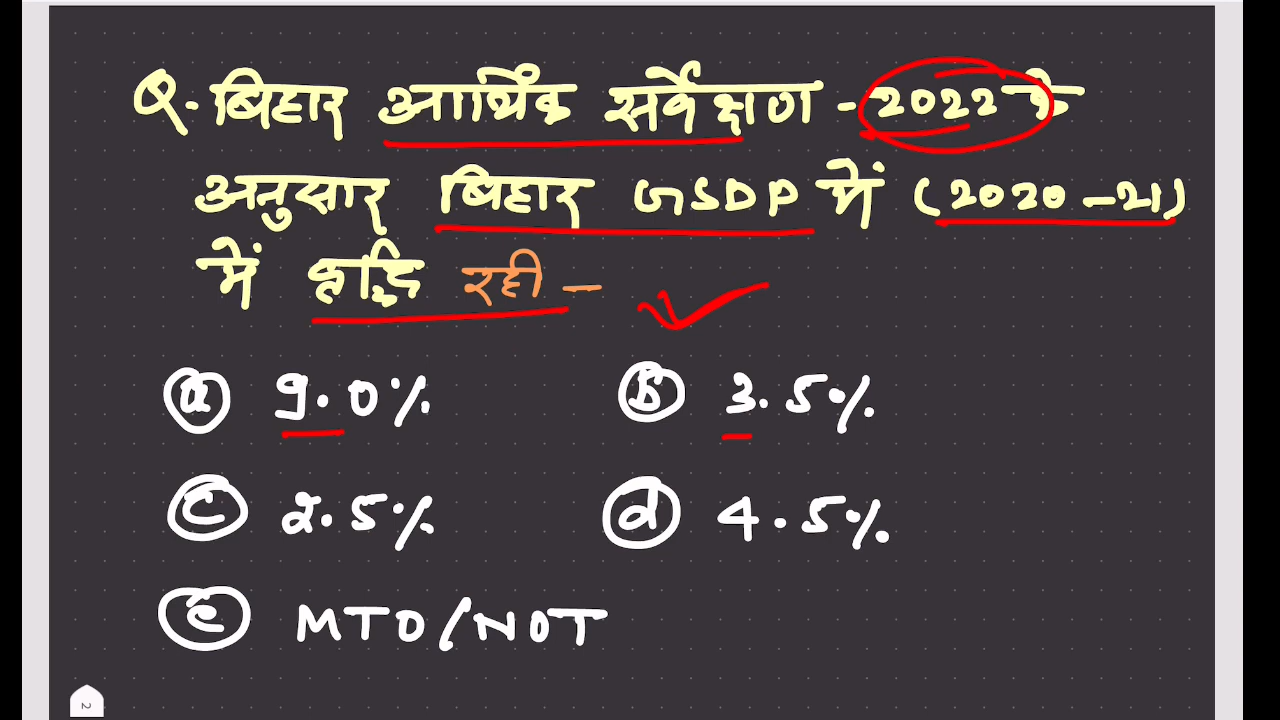 Q. बिहार आर्थिक सर्वेक्षण - 2022 के
अनुसार बिहार GSDP में (2020-21)
में वृद्धि रही -
(a) 9.0% (b) 3.5%
(c) 2.5% (d) 4.5%
(e) MTO/NOT
2